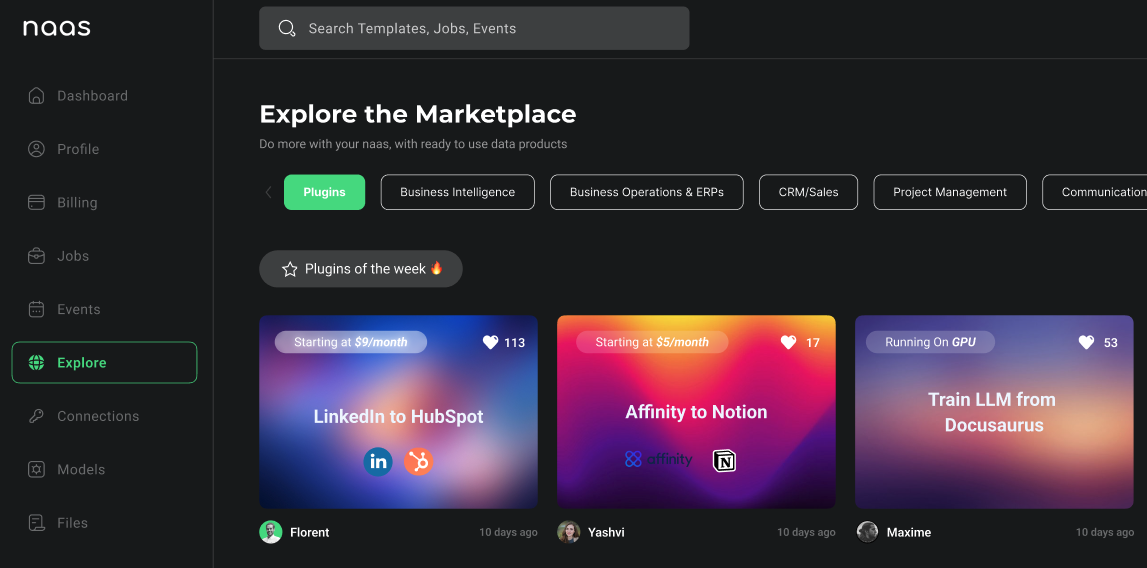 naas
Search Templates, Jobs, Events
Dashboard
Profile
Billing
Jobs
Events
Explore
Connections
Models
Files
Explore the Marketplace
Do more with your naas, with ready to use data products
Plugins
Business Intelligence
Business Operations & ERPs
CRM/Sales
Project Management
Communication
Plugins of the week 🔥
Starting at $9/month
113
LinkedIn to HubSpot
in
Florent
10 days ago
Starting at $5/month
17
Affinity to Notion
affinity
N
Yashvi
10 days ago
Running On GPU
53
Train LLM from
Docusaurus
Maxime
10 days ago